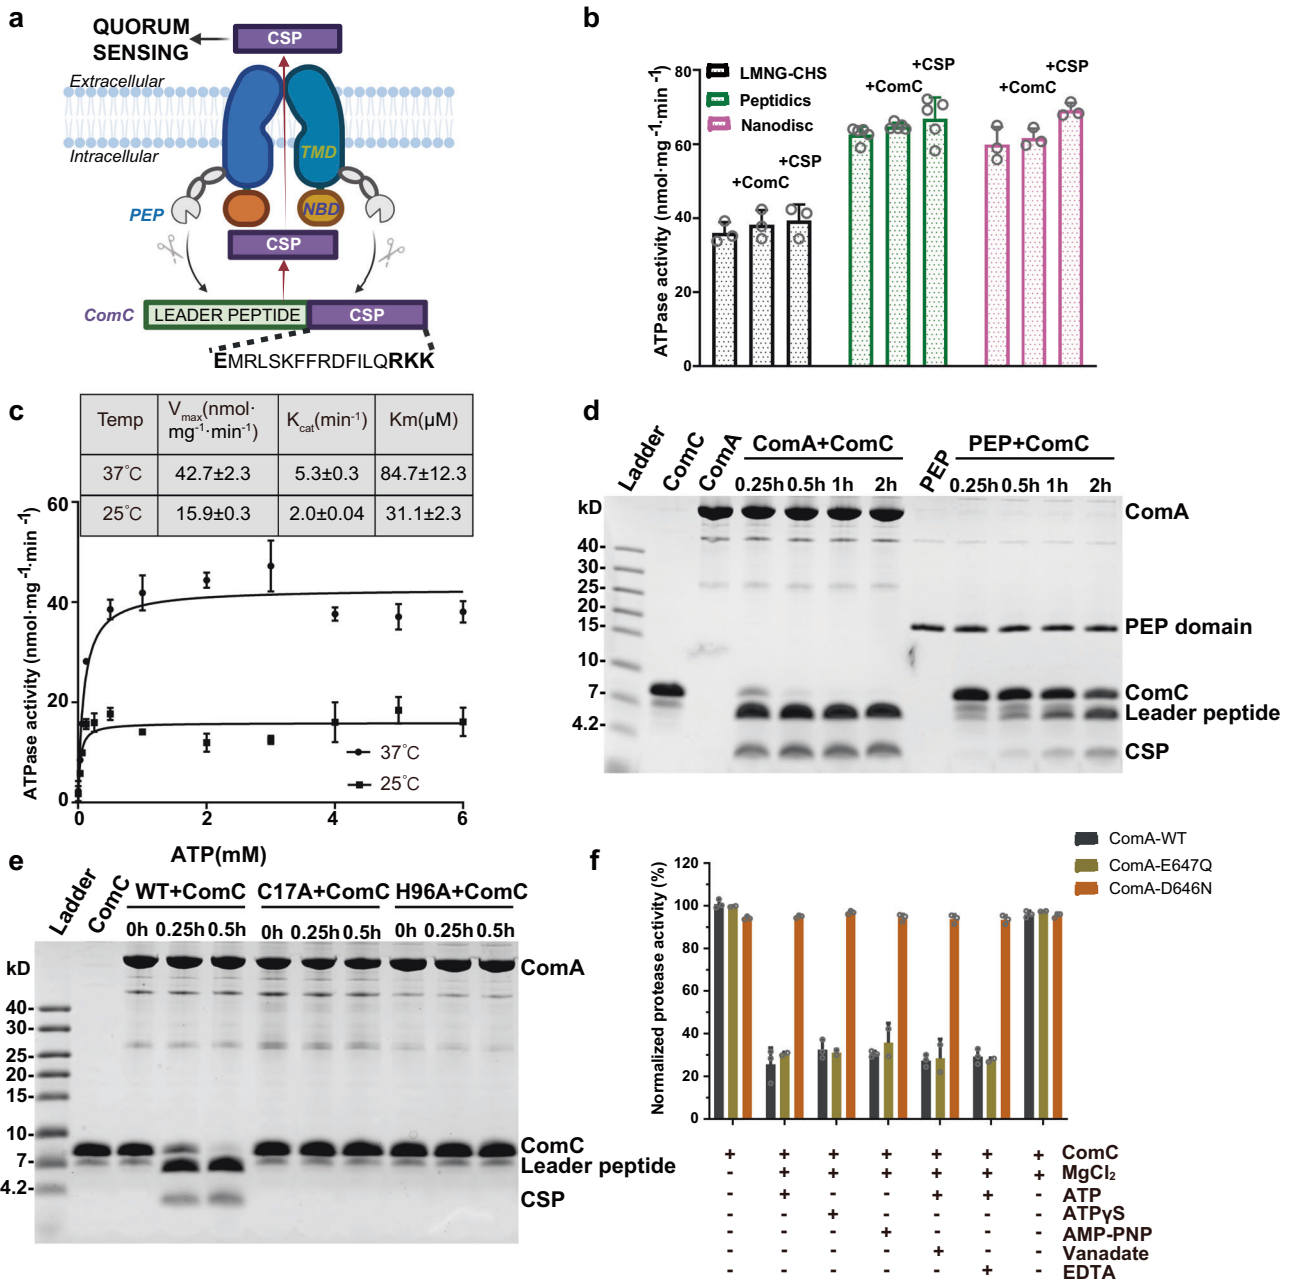 a
QUORUM
SENSING
CSP
Extracellular
Intracellular
TMD
PEP
NBD
CSP
ComC
LEADER PEPTIDE
CSP
EMRLSKFFRDFILQRKK
b
ATPase activity (nmol·mg⁻¹·min⁻¹)
80
60
40
20
0
LMNG-CHS
Peptidics
Nanodisc
+ComC
+CSP
+ComC
+CSP
+ComC
+CSP
c
Temp Vmax(nmol·mg⁻¹·min⁻¹) Kcat(min⁻¹) Km(µM)
37°C 42.7±2.3 5.3±0.3 84.7±12.3
25°C 15.9±0.3 2.0±0.04 31.1±2.3
ATPase activity (nmol·mg⁻¹·min⁻¹)
60
40
20
0
37°C
25°C
0 2 4 6
ATP(mM)
d
Ladder ComC ComA ComA+ComC PEP PEP+ComC
0.25h 0.5h 1h 2h 0.25h 0.5h 1h 2h
kD
40-
30-
25-
20-
15-
10-
7-
4.2-
ComA
PEP domain
ComC
Leader peptide
CSP
e
Ladder ComC WT+ComC C17A+ComC H96A+ComC
0h 0.25h 0.5h 0h 0.25h 0.5h 0h 0.25h 0.5h
kD
40-
30-
25-
20-
15-
10-
7-
4.2-
ComA
ComC
Leader peptide
CSP
f
ComA-WT
ComA-E647Q
ComA-D646N
Normalized protease activity (%)
120
100
80
60
40
20
0
+ + + + + + + ComC
- + + + + + + MgCl₂
- + - - + + - ATP
- - + - - - - ATPγS
- - - + - - - AMP-PNP
- - - - + - - Vanadate
- - - - - + - EDTA